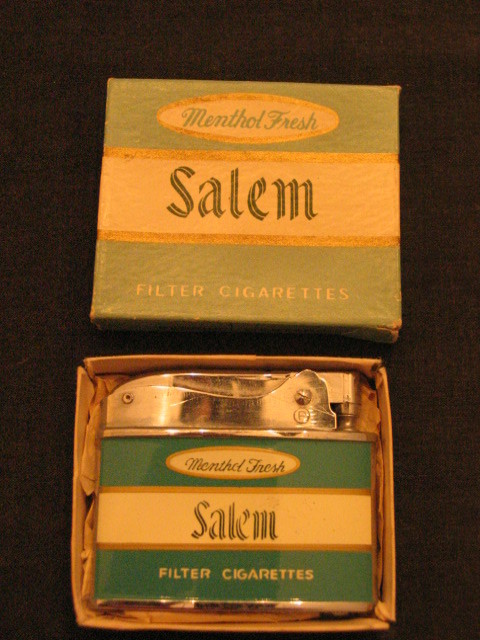 Menthol Fresh
Salem
FILTER CIGARETTES
Menthol Fresh
Salem
FILTER CIGARETTES